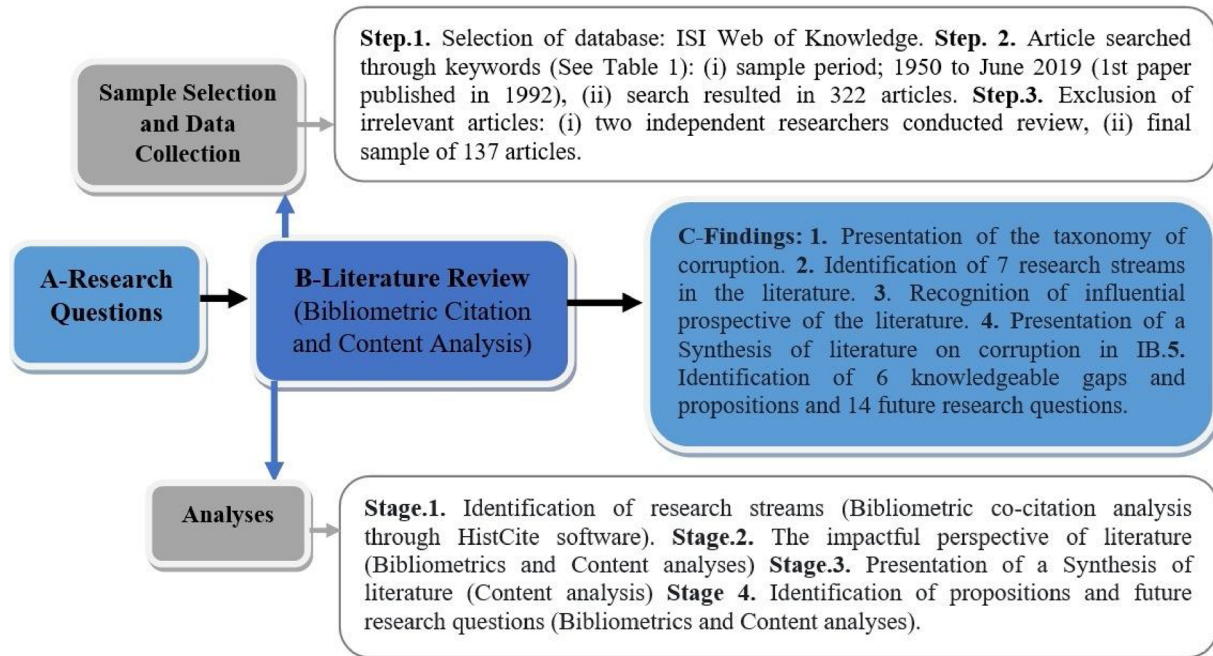 Sample Selection
and Data
Collection
Step.1. Selection of database: ISI Web of Knowledge. Step. 2. Article searched
through keywords (See Table 1): (i) sample period; 1950 to June 2019 (1st paper
published in 1992), (ii) search resulted in 322 articles. Step.3. Exclusion of
irrelevant articles: (i) two independent researchers conducted review, (ii) final
sample of 137 articles.
A-Research
Questions
B-Literature Review
(Bibliometric Citation
and Content Analysis)
C-Findings: 1. Presentation of the taxonomy of
corruption. 2. Identification of 7 research streams
in the literature. 3. Recognition of influential
prospective of the literature. 4. Presentation of a
Synthesis of literature on corruption in IB.5.
Identification of 6 knowledgeable gaps and
propositions and 14 future research questions.
Analyses
Stage.1. Identification of research streams (Bibliometric co-citation analysis
through HistCite software). Stage.2. The impactful perspective of literature
(Bibliometrics and Content analyses) Stage.3. Presentation of a Synthesis of
literature (Content analysis) Stage 4. Identification of propositions and future
research questions (Bibliometrics and Content analyses).